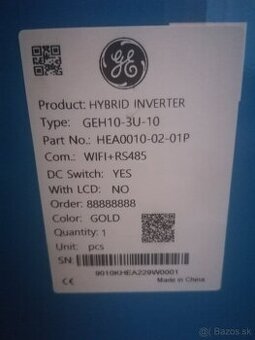 GE
Product: HYBRID INVERTER
Type: GEH10-3U-10
Part No.: HEA0010-02-01P
Com.: WIFI+RS485
DC Switch: YES
With LCD: NO
Order: 88888888
Color: GOLD
Quantity: 1
Unit: pcs
SN:
9010KHEA229W0001
CE Made in China
bazos.sk